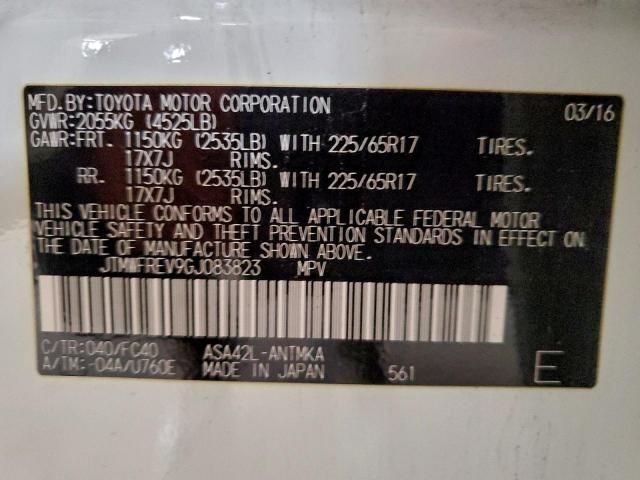 MFD.BY:TOYOTA MOTOR CORPORATION 03/16
GVWR:2055KG (4525LB)
GAWR:FRT. 1150KG (2535LB) WITH 225/65R17 TIRES.
17X7J RIMS.
RR. 1150KG (2535LB) WITH 225/65R17 TIRES.
17X7J RIMS.
THIS VEHICLE CONFORMS TO ALL APPLICABLE FEDERAL MOTOR
VEHICLE SAFETY AND THEFT PREVENTION STANDARDS IN EFFECT ON
THE DATE OF MANUFACTURE SHOWN ABOVE.
JTMWFREV9GJ083823 MPV
C/TR:040/FC40 ASA42L-ANTMKA
A/TM:-04A/U760E MADE IN JAPAN 561 E